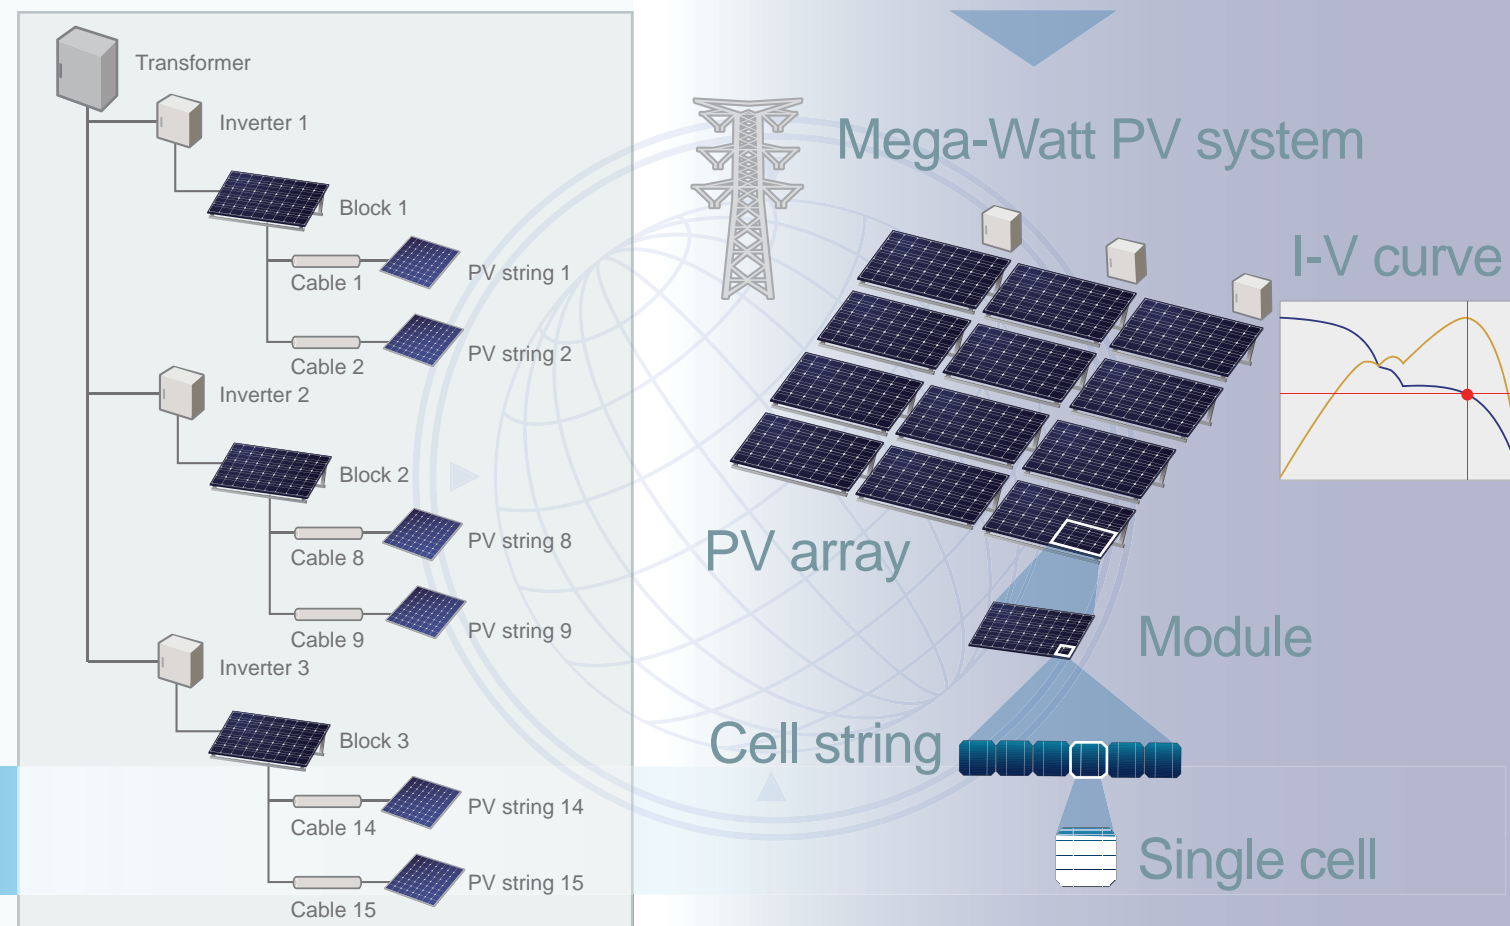 Transformer
Inverter 1
Block 1
PV string 1
Cable 1
PV string 2
Cable 2
Inverter 2
Block 2
PV string 8
Cable 8
PV string 9
Cable 9
Inverter 3
Block 3
PV string 14
Cable 14
PV string 15
Cable 15
Mega-Watt PV system
I-V curve
PV array
Module
Cell string
Single cell